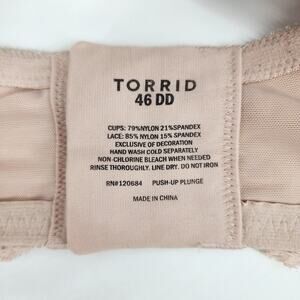 TORRID
46 DD
CUPS: 79%NYLON 21%SPANDEX
LACE: 85% NYLON 15% SPANDEX
EXCLUSIVE OF DECORATION
HAND WASH COLD SEPARATELY
NON-CHLORINE BLEACH WHEN NEEDED
RINSE THOROUGHLY. LINE DRY. DO NOT IRON
RN#120684 PUSH-UP PLUNGE
MADE IN CHINA